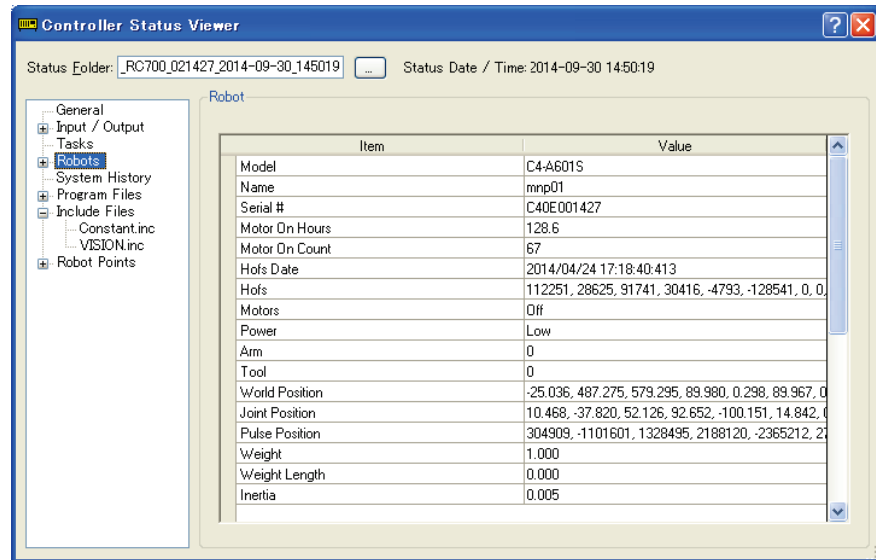 Controller Status Viewer
Status Folder: _RC700_021427_2014-09-30_145019 ... Status Date / Time: 2014-09-30 14:50:19
General
Input / Output
Tasks
Robots
System History
Program Files
Include Files
Constant.inc
VISION.inc
Robot Points
Robot
Item Value
Model C4-A601S
Name mnp01
Serial # C40E001427
Motor On Hours 128.6
Motor On Count 67
Hofs Date 2014/04/24 17:18:40:413
Hofs 112251, 28625, 91741, 30416, -4793, -128541, 0, 0,
Motors Off
Power Low
Arm 0
Tool 0
World Position -25.036, 487.275, 579.295, 89.980, 0.298, 89.967, 0
Joint Position 10.468, -37.820, 52.126, 92.652, -100.151, 14.842,
Pulse Position 304909, -1101601, 1328495, 2188120, -2365212,
Weight 1.000
Weight Length 0.000
Inertia 0.005